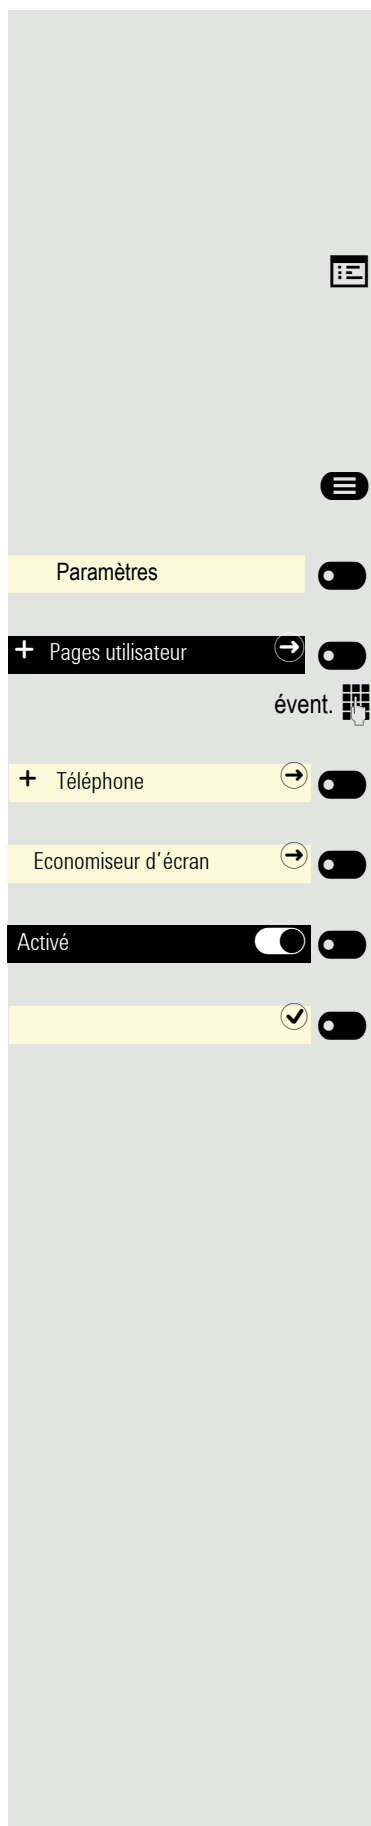 Paramètres
+ Pages utilisateur
évent.
+ Téléphone
Economiseur d'écran
Activé